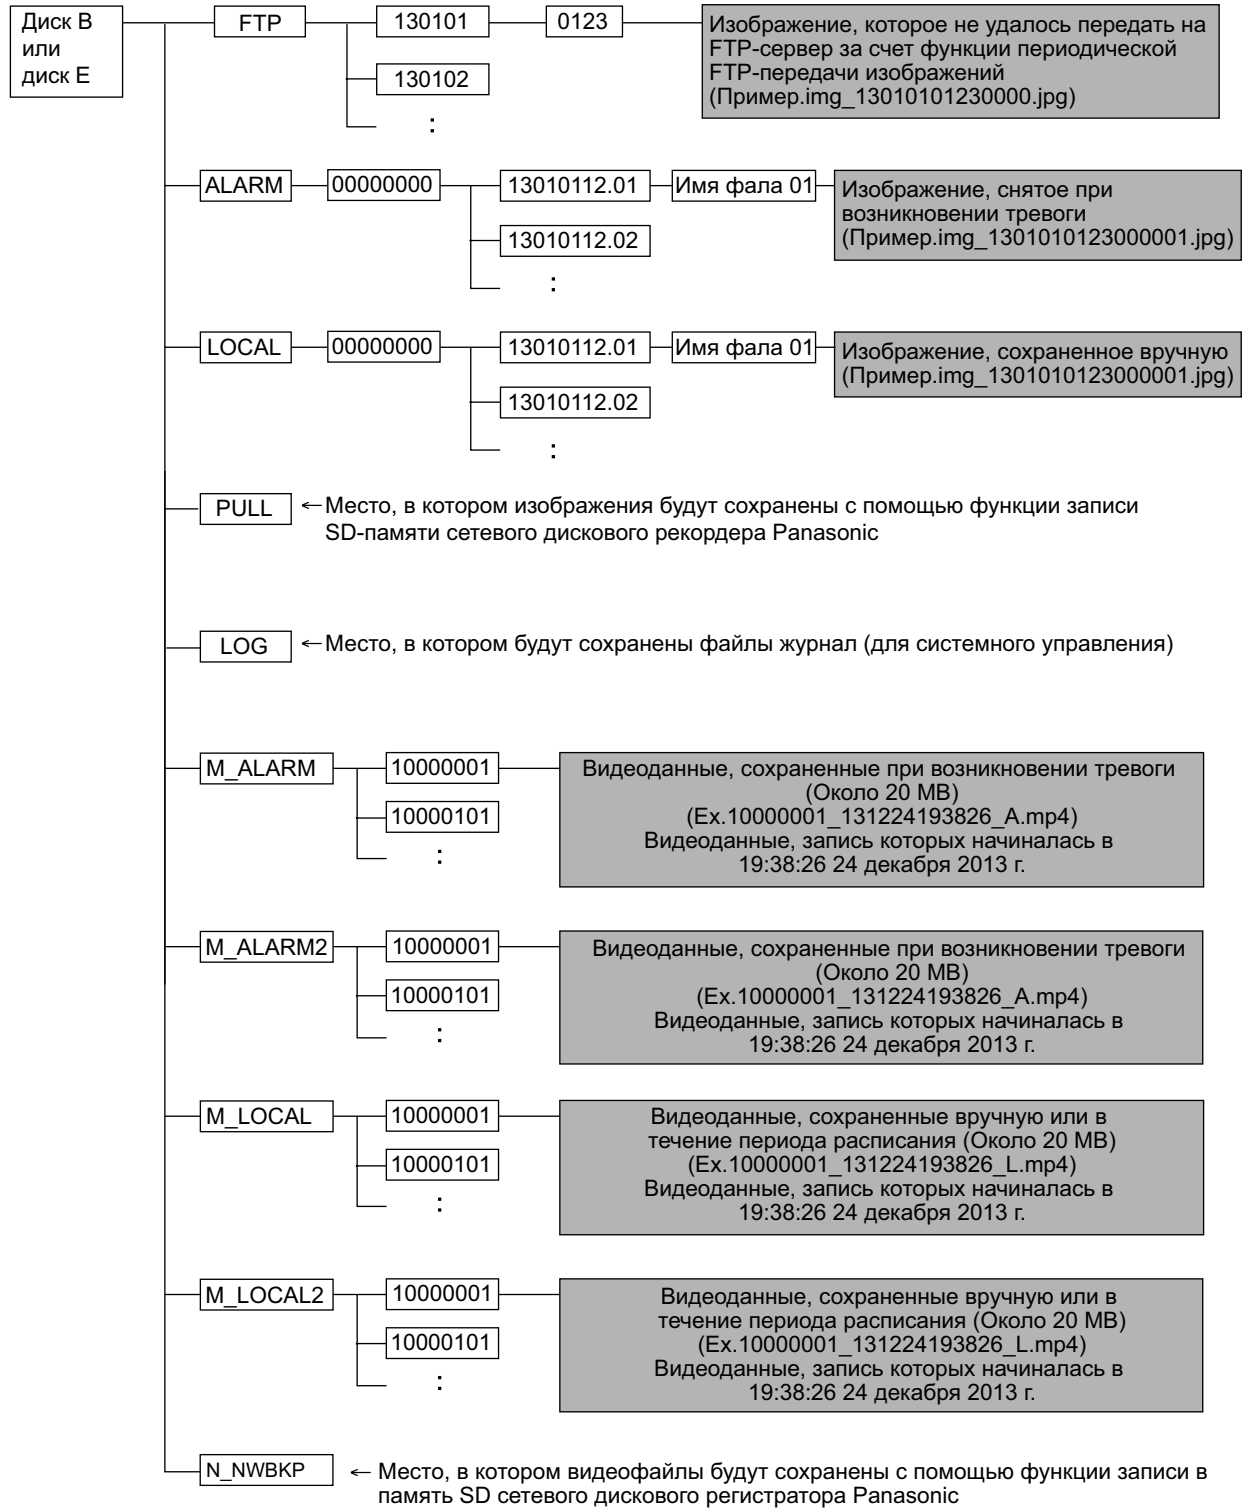 Диск B
или
диск E
FTP
130101
0123
Изображение, которое не удалось передать на
FTP-сервер за счет функции периодической
FTP-передачи изображений
(Пример.img_13010101230000.jpg)
130102
:
ALARM
00000000
13010112.01
Имя фала 01
Изображение, снятое при
возникновении тревоги
(Пример.img_1301010123000001.jpg)
13010112.02
:
LOCAL
00000000
13010112.01
Имя фала 01
Изображение, сохраненное вручную
(Пример.img_1301010123000001.jpg)
13010112.02
:
PULL
←Место, в котором изображения будут сохранены с помощью функции записи
SD-памяти сетевого дискового рекордера Panasonic
LOG
←Место, в котором будут сохранены файлы журнал (для системного управления)
M_ALARM
10000001
Видеоданные, сохраненные при возникновении тревоги
(Около 20 MB)
(Ex.10000001_131224193826_A.mp4)
Видеоданные, запись которых начиналась в
19:38:26 24 декабря 2013 г.
10000101
:
M_ALARM2
10000001
Видеоданные, сохраненные при возникновении тревоги
(Около 20 MB)
(Ex.10000001_131224193826_A.mp4)
Видеоданные, запись которых начиналась в
19:38:26 24 декабря 2013 г.
10000101
:
M_LOCAL
10000001
Видеоданные, сохраненные вручную или в
течение периода расписания (Около 20 MB)
(Ex.10000001_131224193826_L.mp4)
Видеоданные, запись которых начиналась в
19:38:26 24 декабря 2013 г.
10000101
:
M_LOCAL2
10000001
Видеоданные, сохраненные вручную или в
течение периода расписания (Около 20 MB)
(Ex.10000001_131224193826_L.mp4)
Видеоданные, запись которых начиналась в
19:38:26 24 декабря 2013 г.
10000101
:
N_NWBKP
← Место, в котором видеофайлы будут сохранены с помощью функции записи в
память SD сетевого дискового регистратора Panasonic